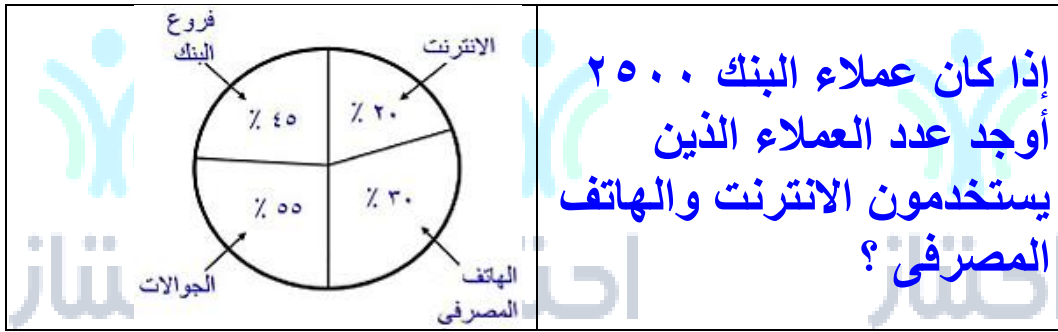 إذا كان عملاء البنك ٢٥٠٠
أوجد عدد العملاء الذين
يستخدمون الانترنت والهاتف
المصرفى ؟
فروع
البنك
الانترنت
٤٥ ٪
٢٠ ٪
٥٥ ٪
٣٠ ٪
الجوالات
الهاتف
المصرفى